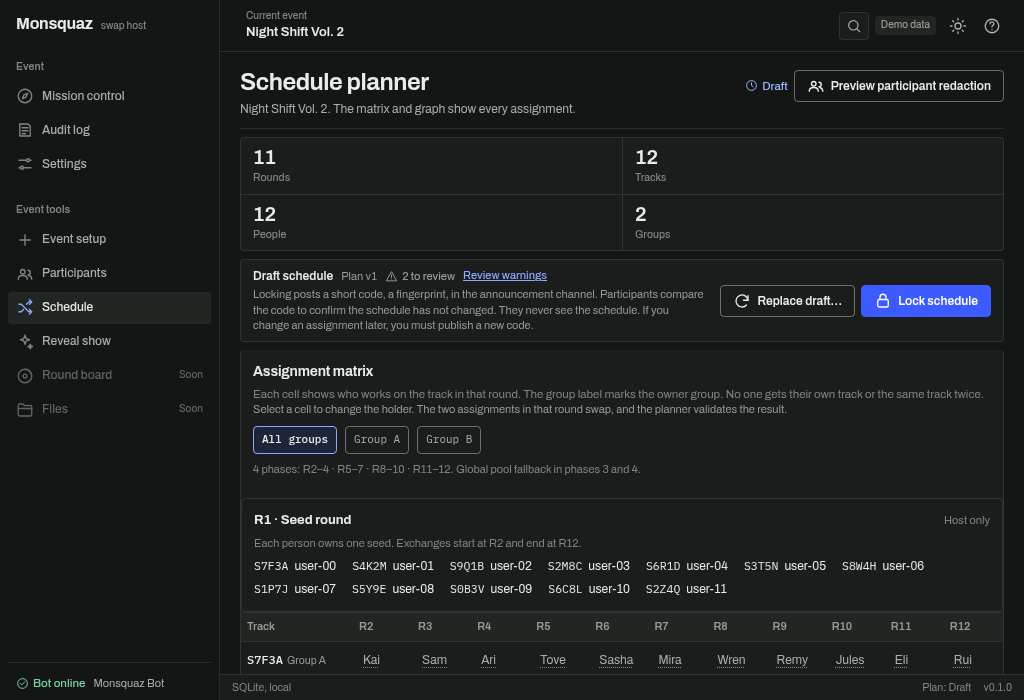 Monsquaz swap host
Event
Mission control
Audit log
Settings
Event tools
Event setup
Participants
Schedule
Reveal show
Round board Soon
Files Soon
Bot online Monsquaz Bot
Current event
Night Shift Vol. 2
Demo data
Schedule planner
Night Shift Vol. 2. The matrix and graph show every assignment.
Draft
Preview participant redaction
11
Rounds
12
Tracks
12
People
2
Groups
Draft schedule Plan v1 2 to review Review warnings
Locking posts a short code, a fingerprint, in the announcement channel. Participants compare
the code to confirm the schedule has not changed. They never see the schedule. If you
change an assignment later, you must publish a new code.
Replace draft...
Lock schedule
Assignment matrix
Each cell shows who works on the track in that round. The group label marks the owner group. No one gets their own track or the same track twice.
Select a cell to change the holder. The two assignments in that round swap, and the planner validates the result.
All groups Group A Group B
4 phases: R2–4 · R5–7 · R8–10 · R11–12. Global pool fallback in phases 3 and 4.
R1 · Seed round Host only
Each person owns one seed. Exchanges start at R2 and end at R12.
S7F3A user-00 S4K2M user-01 S9Q1B user-02 S2M8C user-03 S6R1D user-04 S3T5N user-05 S8W4H user-06
S1P7J user-07 S5Y9E user-08 S0B3V user-09 S6C8L user-10 S2Z4Q user-11
Track R2 R3 R4 R5 R6 R7 R8 R9 R10 R11 R12
S7F3A Group A Kai Sam Ari Tove Sasha Mira Wren Remy Jules Eli Rui
SQLite, local
Plan: Draft v0.1.0